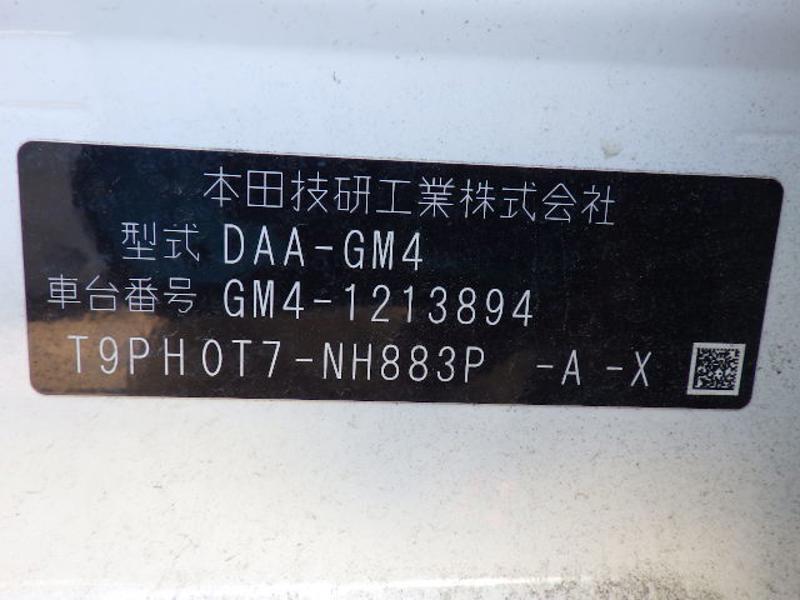 本田技研工業株式会社
型式 DAA-GM4
車台番号 GM4-1213894
T9PH0T7-NH883P -A -X